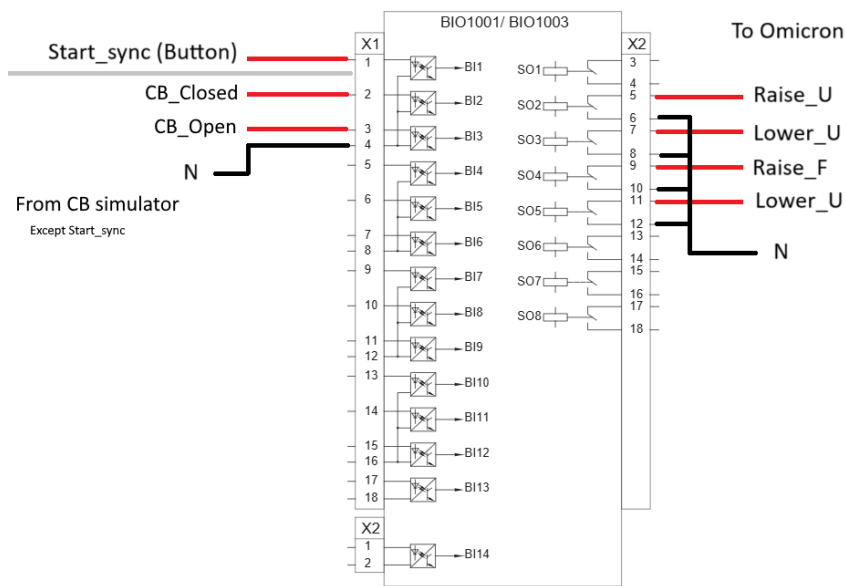 BIO1001/ BIO1003
X1
X2
To Omicron
Start_sync (Button)
CB_Closed
CB_Open
N
From CB simulator
Except Start_sync
1
2
3
4
5
6
7
8
9
10
11
12
13
14
15
16
17
18
X2
1
2
BI1
BI2
BI3
BI4
BI5
BI6
BI7
BI8
BI9
BI10
BI11
BI12
BI13
BI14
SO1
SO2
SO3
SO4
SO5
SO6
SO7
SO8
3
4
5
6
7
8
9
10
11
12
13
14
15
16
17
18
Raise_U
Lower_U
Raise_F
Lower_U
N